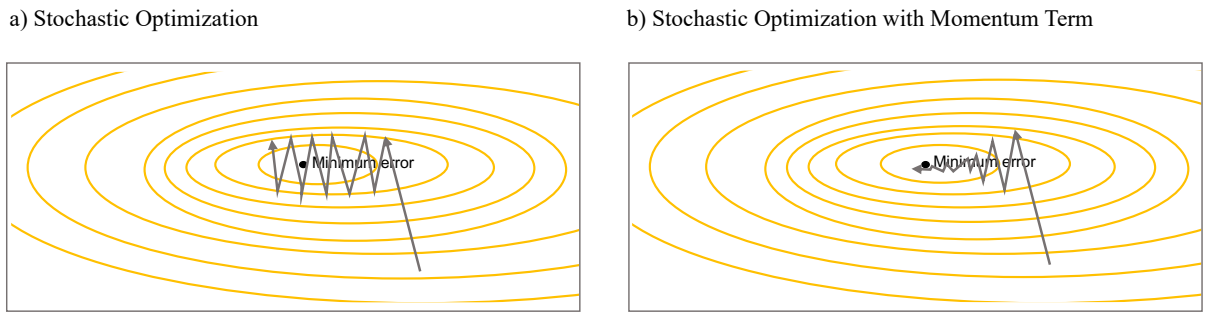 a) Stochastic Optimization
b) Stochastic Optimization with Momentum Term
Minimum error
Minimum error